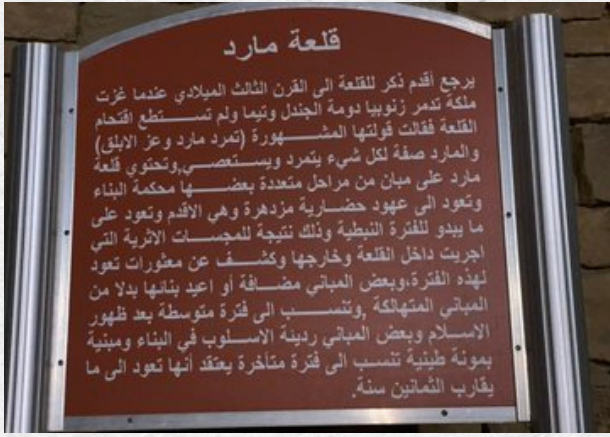 قلعة مارد
يرجع أقدم ذكر للقلعة الى القرن الثالث الميلادي عندما غزت
ملكة تدمر زنوبيا دومة الجندل وتيما ولم تستطع اقتحام
القلعة فقالت قولتها المشهورة (تمرد مارد وعز الابلق)
والمارد صفة لكل شيء يتمرد ويستعصي,وتحتوي قلعة
مارد على مبان من مراحل متعددة بعضها محكمة البناء
وتعود الى عهود حضارية مزدهرة وهي الاقدم وتعود على
ما يبدو للفترة النبطية وذلك نتيجة للمجسات الاثرية التي
اجريت داخل القلعة وخارجها وكشف عن معثورات تعود
لهذه الفترة،وبعض المباني مضافة أو اعيد بنائها بدلا من
المباني المتهالكة ,وتنسب الى فترة متوسطة بعد ظهور
الاسلام وبعض المباني رديئة الاسلوب في البناء ومبنية
بمونة طينية تنسب الى فترة متأخرة يعتقد أنها تعود الى ما
يقارب الثمانين سنة.